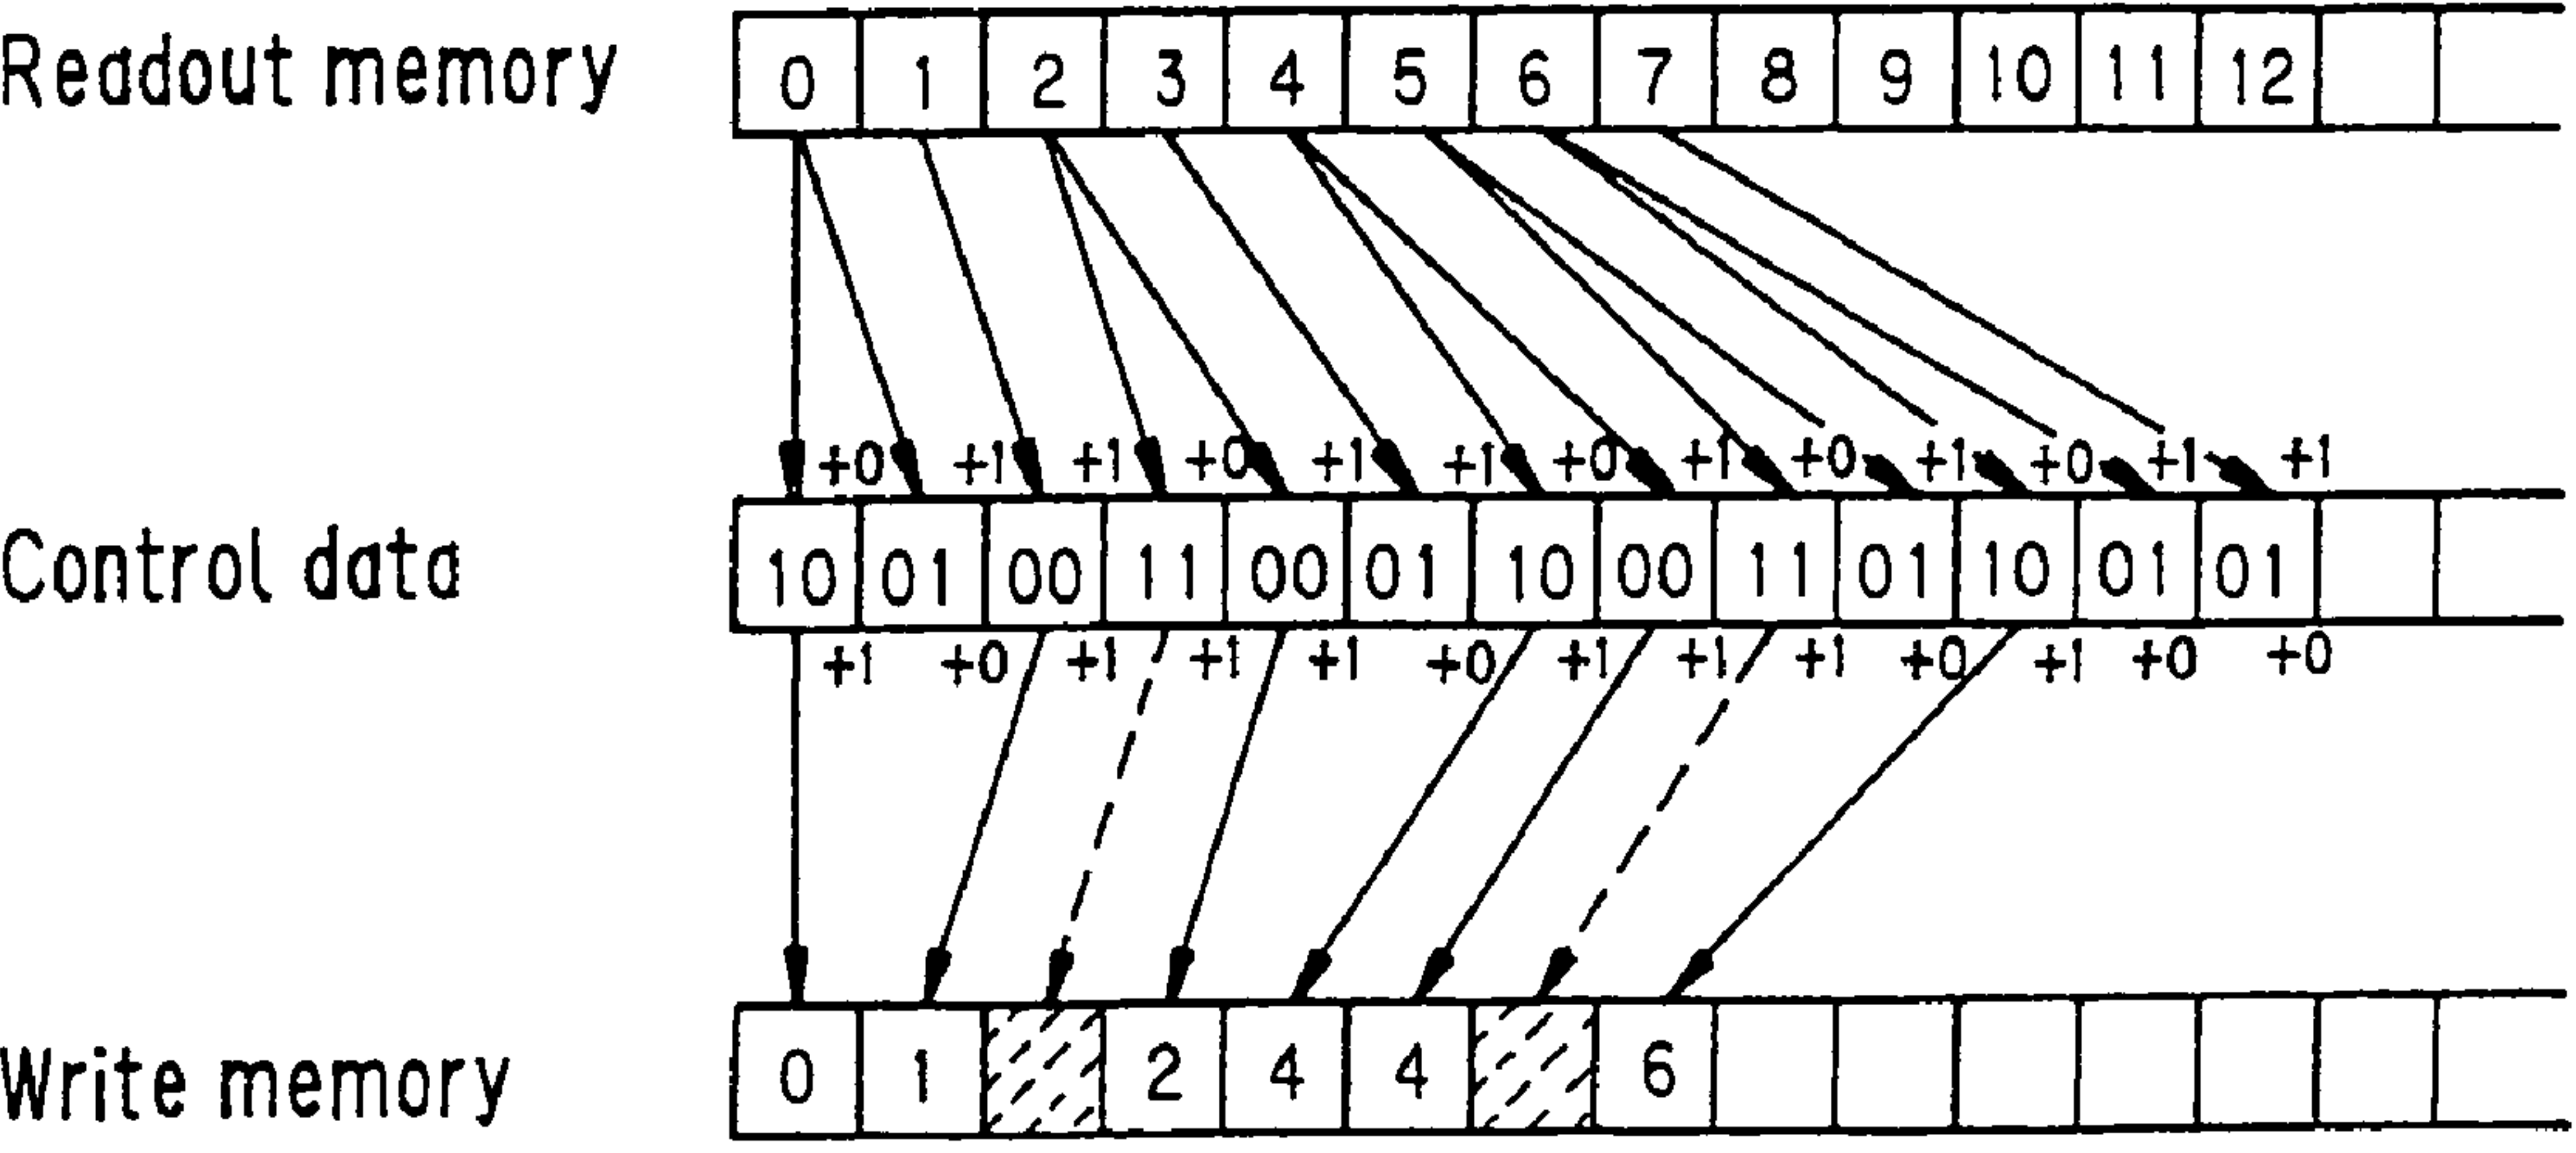 Readout memory 0 1 2 3 4 5 6 7 8 9 10 11 12
+0 +1 +1 +0 +1 +1 +0 +1 +0 +1 +0 +1 +1
Control data 10 01 00 11 00 01 10 00 11 01 10 01 01
+1 +0 +1 +1 +1 +0 +1 +1 +1 +0 +1 +0 +0
Write memory 0 1 2 4 4 6